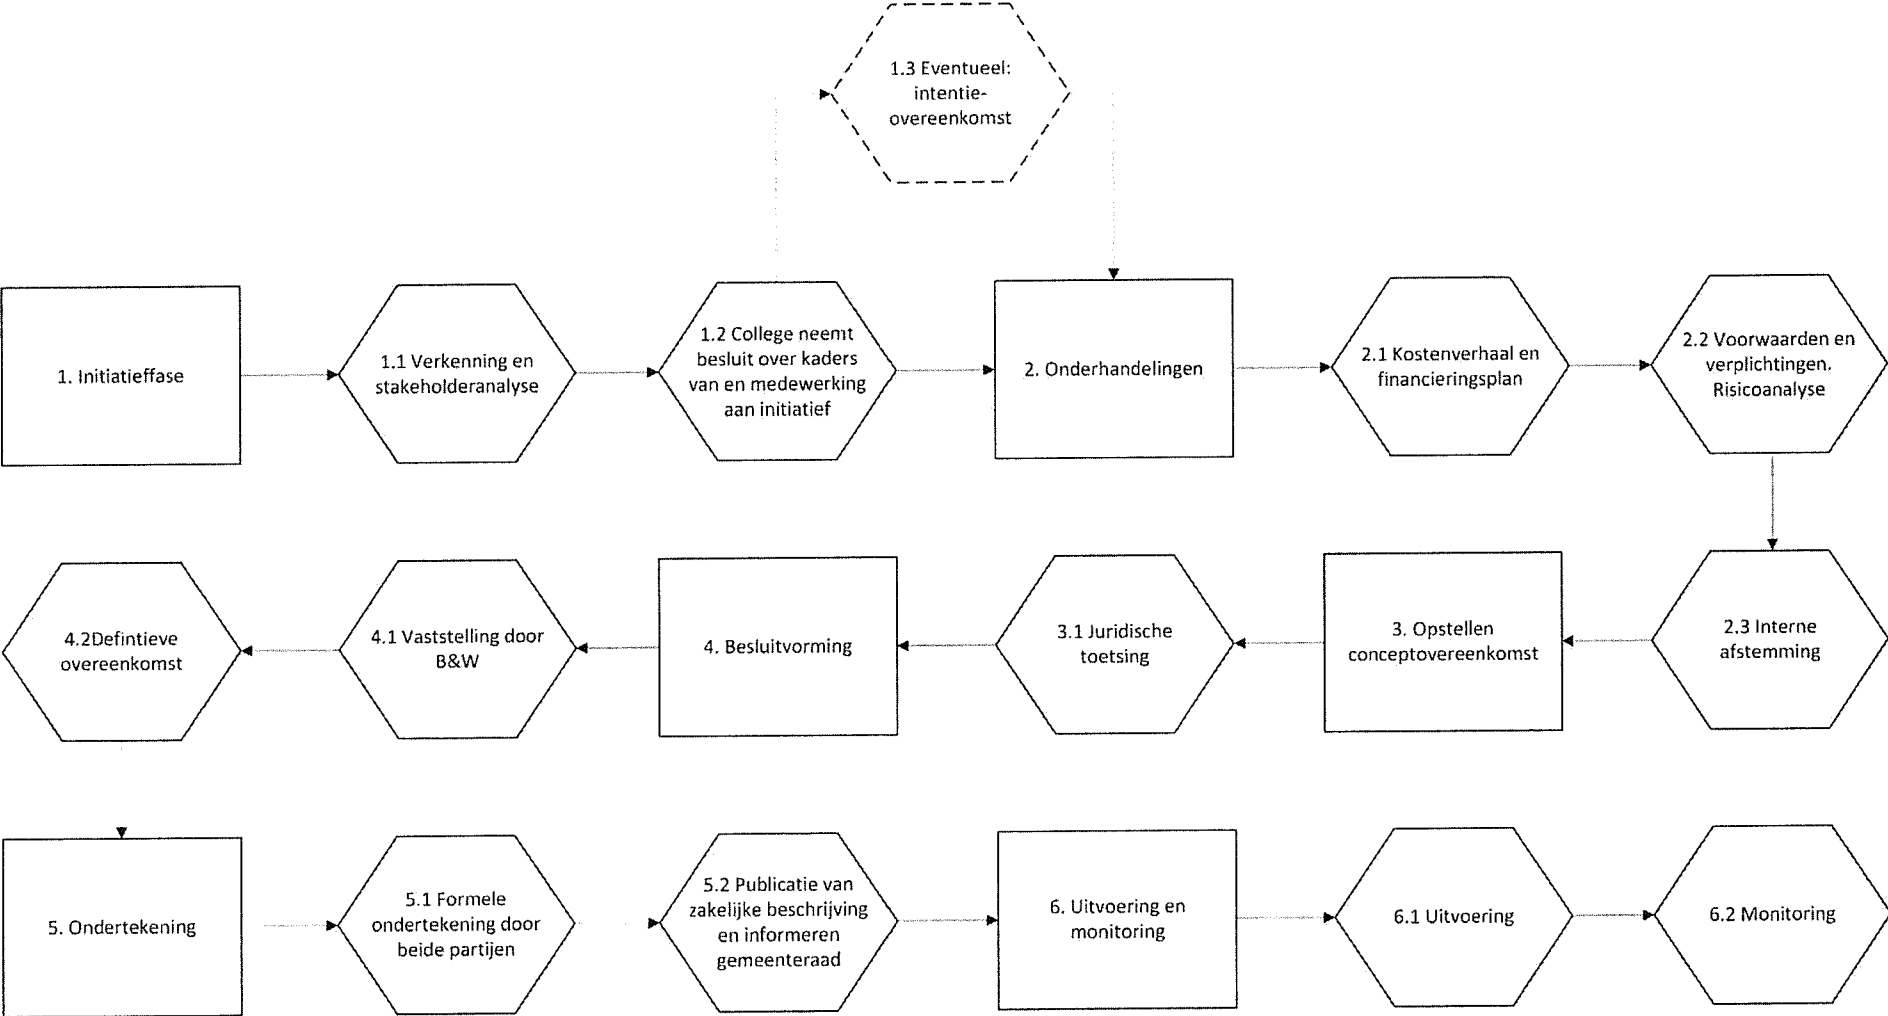 1.3 Eventueel:
intentie-
overeenkomst
1. Initiatieffase
1.1 Verkenning en
stakeholderanalyse
1.2 College neemt
besluit over kaders
van en medewerking
aan initiatief
2. Onderhandelingen
2.1 Kostenverhaal en
financieringsplan
2.2 Voorwaarden en
verplichtingen.
Risicoanalyse
2.3 Interne
afstemming
3. Opstellen
conceptovereenkomst
3.1 Juridische
toetsing
4. Besluitvorming
4.1 Vaststelling door
B&W
4.2Defintieve
overeenkomst
5. Ondertekening
5.1 Formele
ondertekening door
beide partijen
5.2 Publicatie van
zakelijke beschrijving
en informeren
gemeenteraad
6. Uitvoering en
monitoring
6.1 Uitvoering
6.2 Monitoring